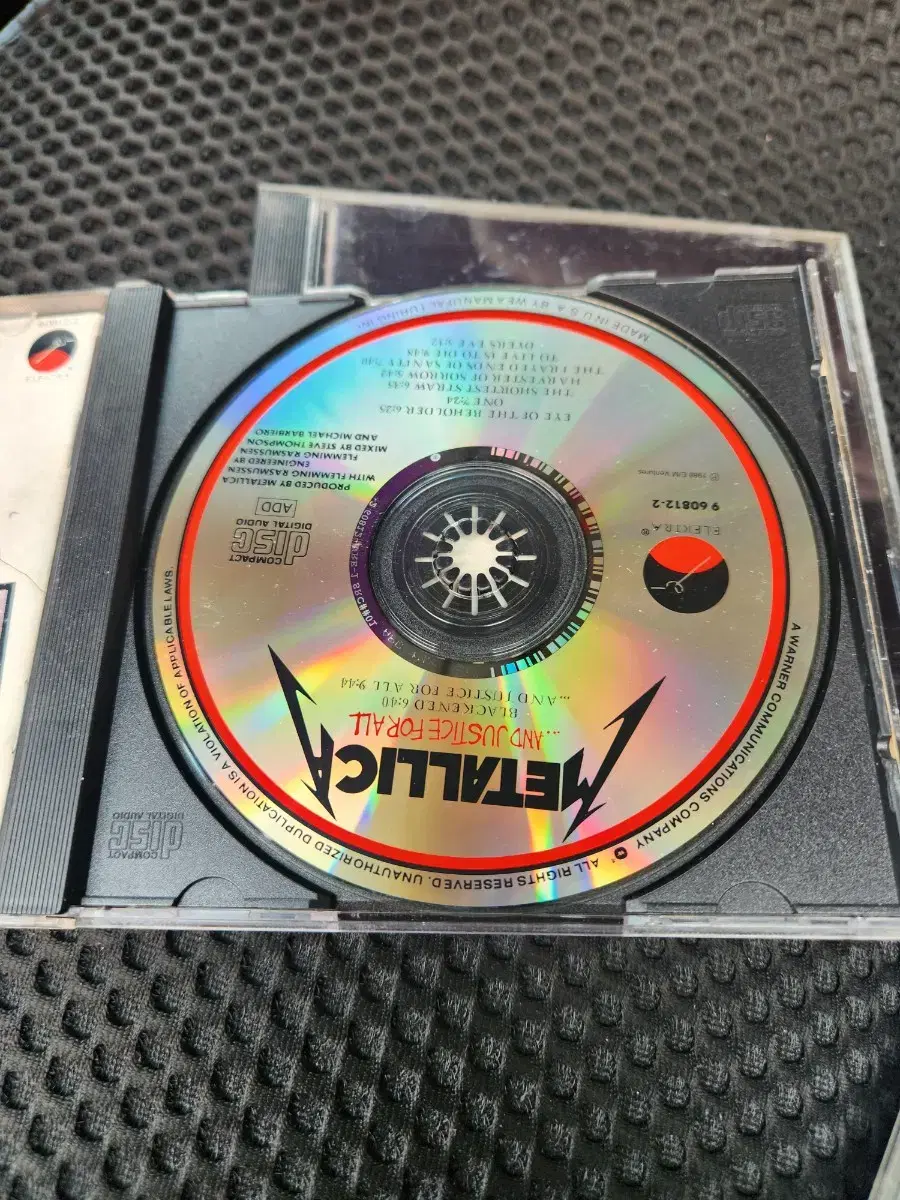 METALLICA
...AND JUSTICE FOR ALL
BLACKENED 6:40
...AND JUSTICE FOR ALL 9:44
COMPACT
disc
DIGITAL AUDIO
ADD
ELEKTRA®
9 60812-2
PRODUCED BY METALLICA
WITH FLEMMING RASMUSSEN
ENGINEERED BY
FLEMMING RASMUSSEN
MIXED BY STEVE THOMPSON
AND MICHAEL BARBIERO
EYE OF THE BEHOLDER 6:25
ONE 7:24
THE SHORTEST STRAW 6:35
HARVESTER OF SORROW 5:42
THE FRAYED ENDS OF SANITY 7:40
TO LIVE IS TO DIE 9:48
DYERS EVE 5:12
A WARNER COMMUNICATIONS COMPANY
ALL RIGHTS RESERVED. UNAUTHORIZED DUPLICATION IS A VIOLATION OF APPLICABLE LAWS.
MADE IN U.S.A. BY WEA MANUFACTURING INC.
COMPACT
disc
DIGITAL AUDIO